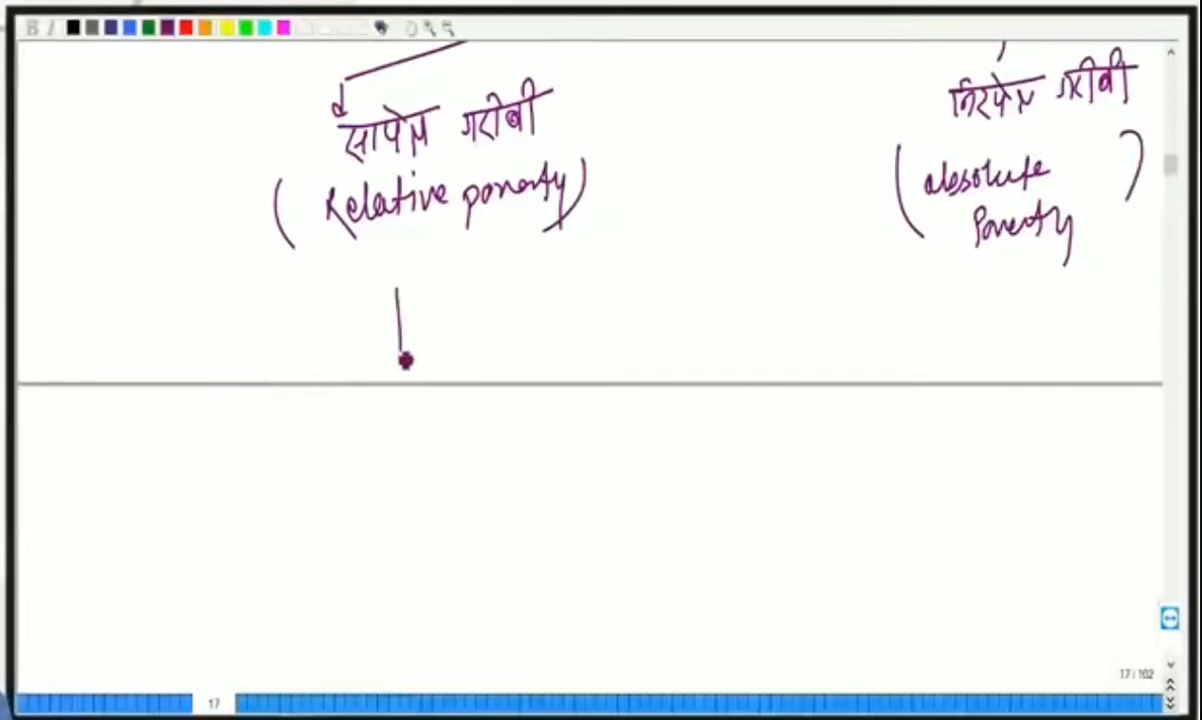 सापेक्ष गरीबी
(Relative poverty)
निरपेक्ष गरीबी
(absolute
Poverty)
17 / 102
17